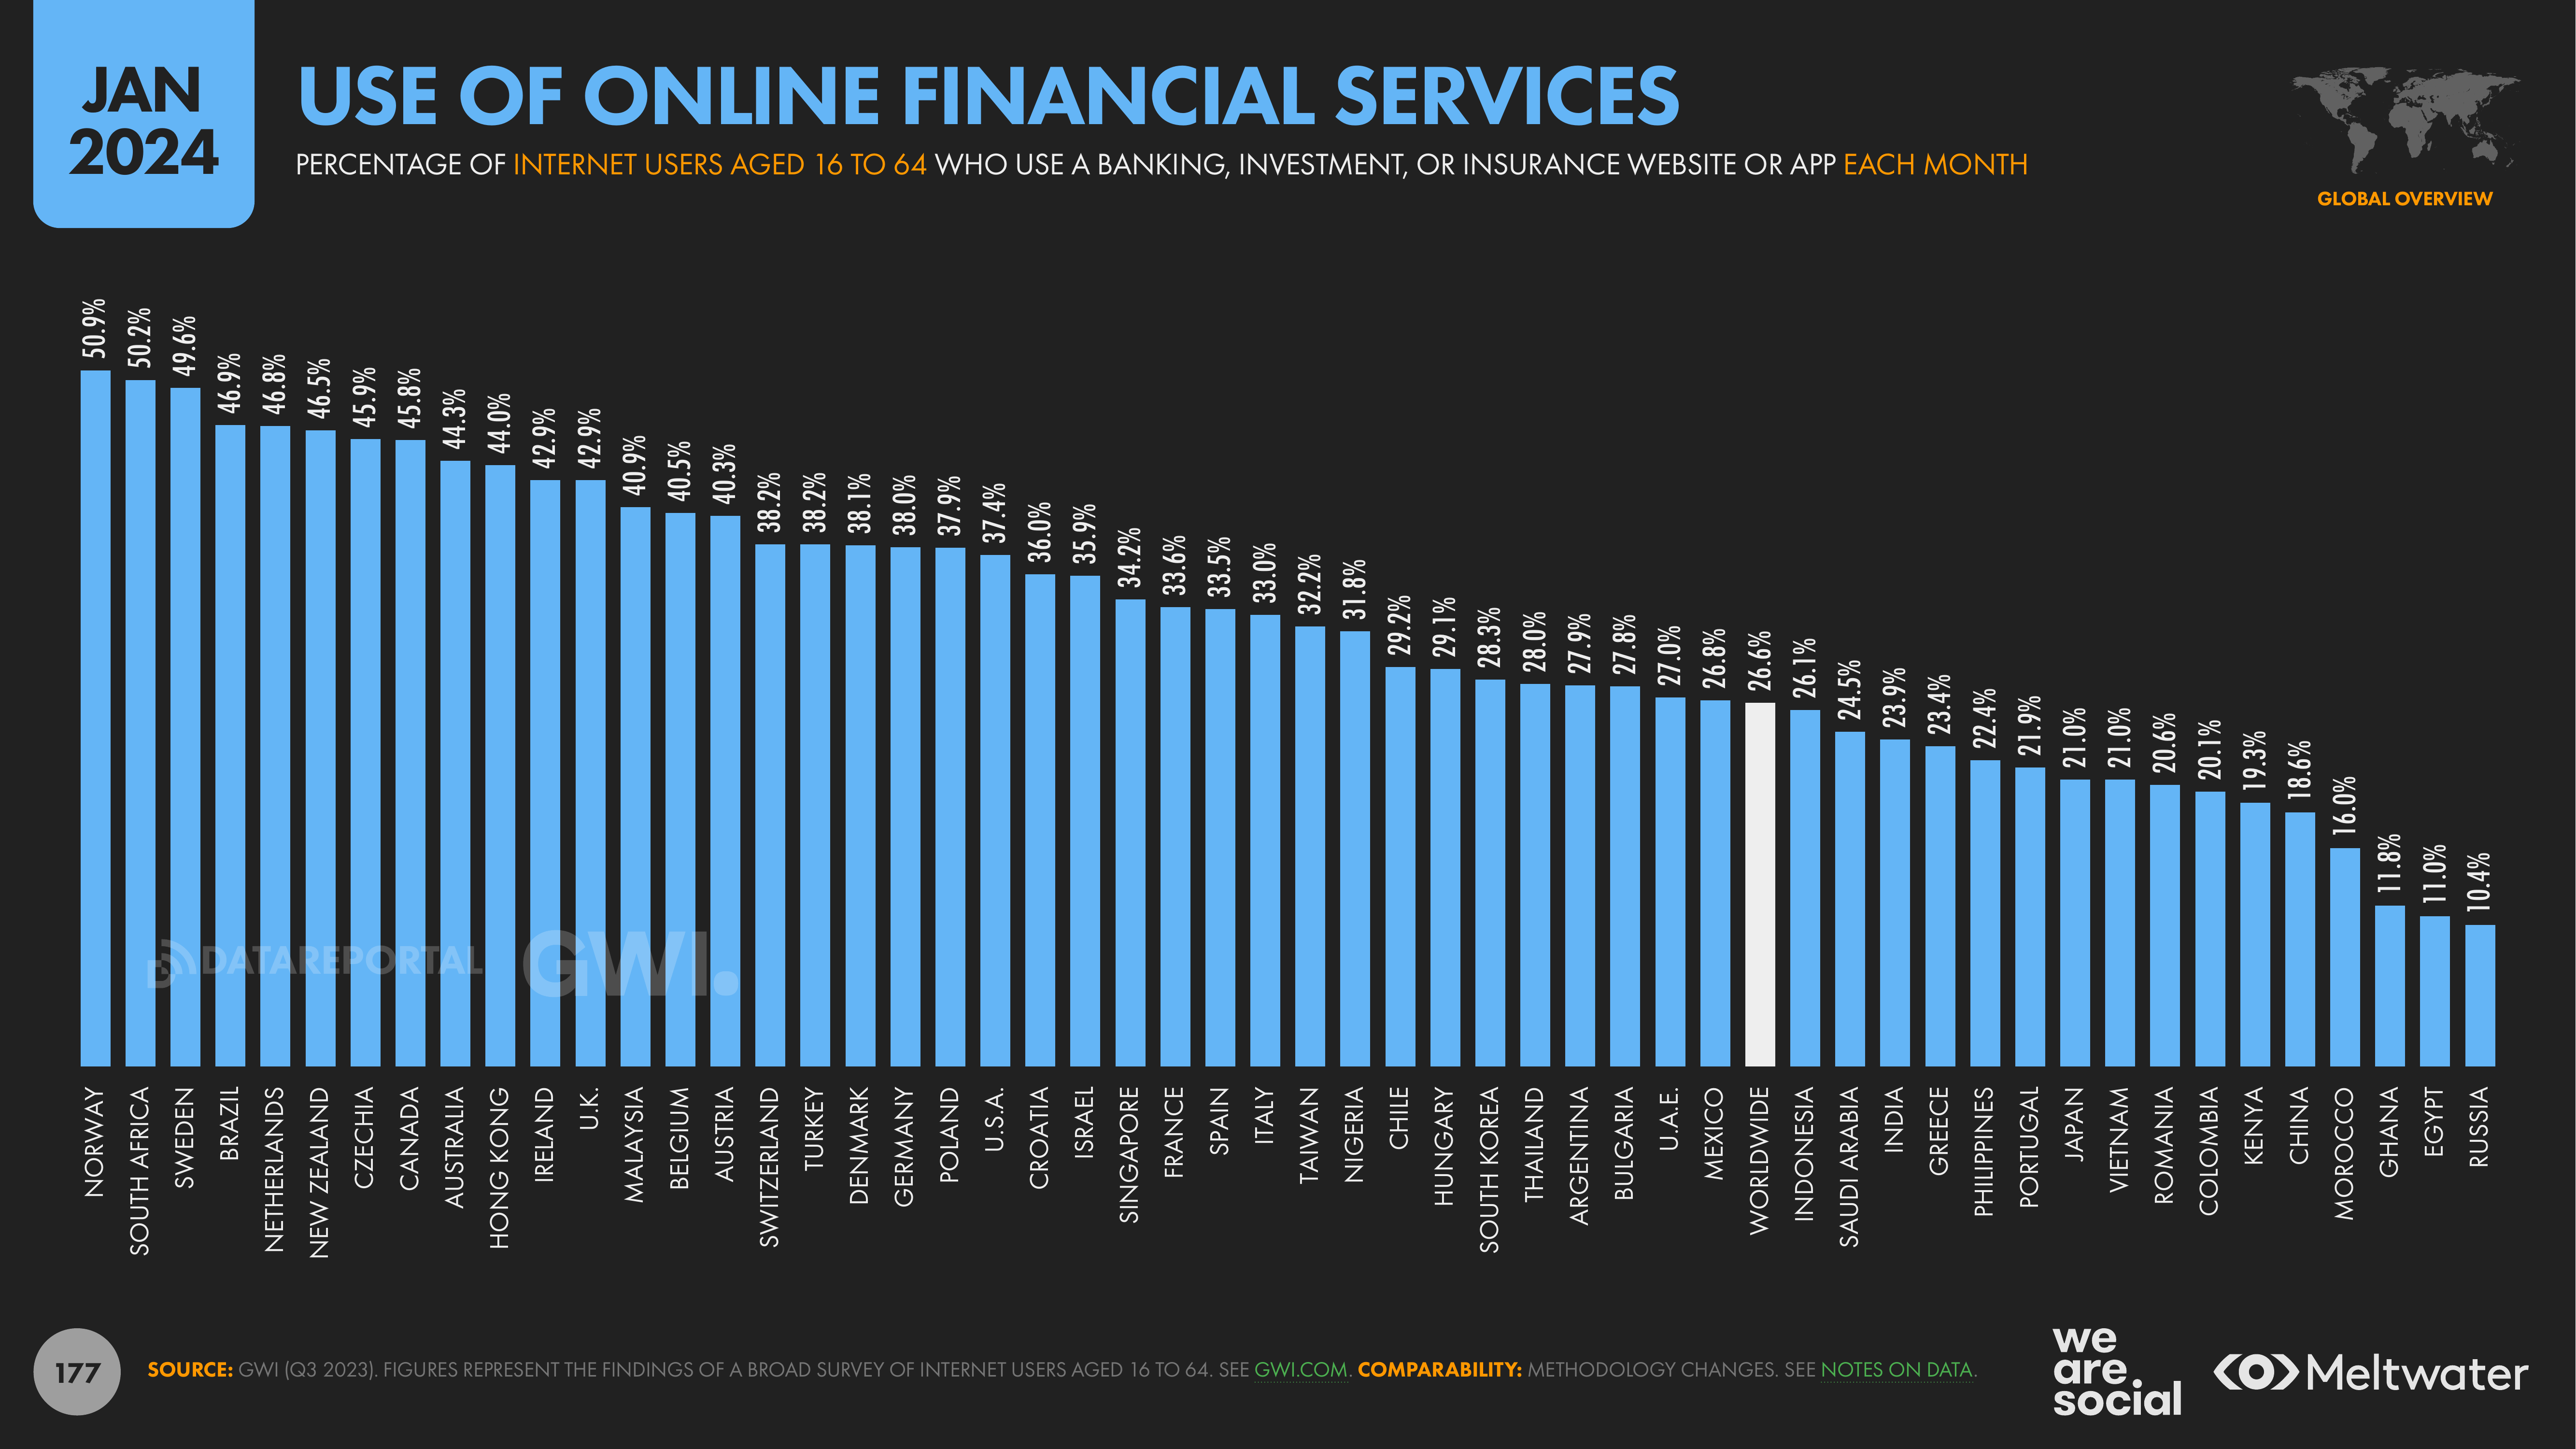 JAN
2024
USE OF ONLINE FINANCIAL SERVICES
PERCENTAGE OF INTERNET USERS AGED 16 TO 64 WHO USE A BANKING, INVESTMENT, OR INSURANCE WEBSITE OR APP EACH MONTH
GLOBAL OVERVIEW
50.9%
50.2%
49.6%
46.9%
46.8%
46.5%
45.9%
45.8%
44.3%
44.0%
42.9%
42.9%
40.9%
40.5%
40.3%
38.2%
38.2%
38.1%
38.0%
37.9%
37.4%
36.0%
35.9%
34.2%
33.6%
33.5%
33.0%
32.2%
31.8%
29.2%
29.1%
28.3%
28.0%
27.9%
27.8%
27.0%
26.8%
26.6%
26.1%
24.5%
23.9%
23.4%
22.4%
21.9%
21.0%
21.0%
20.6%
20.1%
19.3%
18.6%
16.0%
11.8%
11.0%
10.4%
DATAREPORTAL
GWI.
NORWAY
SOUTH AFRICA
SWEDEN
BRAZIL
NETHERLANDS
NEW ZEALAND
CZECHIA
CANADA
AUSTRALIA
HONG KONG
IRELAND
U.K.
MALAYSIA
BELGIUM
AUSTRIA
SWITZERLAND
TURKEY
DENMARK
GERMANY
POLAND
U.S.A.
CROATIA
ISRAEL
SINGAPORE
FRANCE
SPAIN
ITALY
TAIWAN
NIGERIA
CHILE
HUNGARY
SOUTH KOREA
THAILAND
ARGENTINA
BULGARIA
U.A.E.
MEXICO
WORLDWIDE
INDONESIA
SAUDI ARABIA
INDIA
GREECE
PHILIPPINES
PORTUGAL
JAPAN
VIETNAM
ROMANIA
COLOMBIA
KENYA
CHINA
MOROCCO
GHANA
EGYPT
RUSSIA
177
SOURCE: GWI (Q3 2023). FIGURES REPRESENT THE FINDINGS OF A BROAD SURVEY OF INTERNET USERS AGED 16 TO 64. SEE GWI.COM. COMPARABILITY: METHODOLOGY CHANGES. SEE NOTES ON DATA.
we
are
social
Meltwater